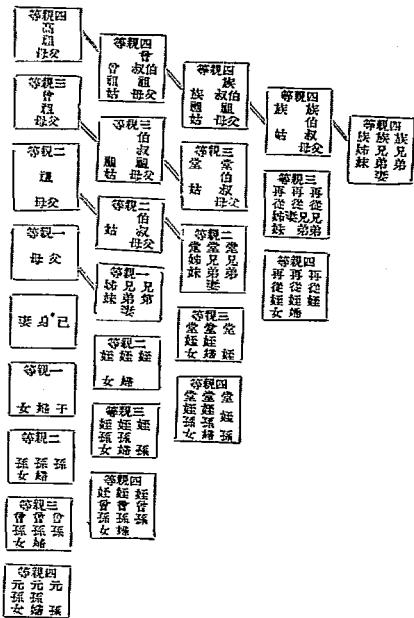 四親等
高祖父母
三親等
曾祖父母
二親等
祖父母
一親等
父母
己身
妻
一親等
子
媳
女
二親等
孫
孫媳
孫女
三親等
曾孫
曾孫媳
曾孫女
四親等
元孫
元孫媳
元孫女
四親等
曾伯叔祖父母
曾祖姑
三親等
伯叔祖父母
祖姑
二親等
伯叔父母
姑
一親等
兄弟
兄弟妻
姊妹
二親等
姪
姪媳
姪女
三親等
姪孫
姪孫媳
姪孫女
四親等
姪曾孫
姪曾孫媳
姪曾孫女
四親等
族伯叔祖父母
族祖姑
三親等
堂伯叔父母
堂姑
二親等
堂兄弟
堂兄弟妻
堂姊妹
三親等
堂姪
堂姪媳
堂姪女
四親等
堂姪孫
堂姪孫媳
堂姪孫女
四親等
族伯叔父母
族姑
三親等
再從兄弟
再從兄弟妻
再從姊妹
四親等
再從姪
再從姪媳
再從姪女
四親等
族兄弟
族兄弟妻
族姊妹